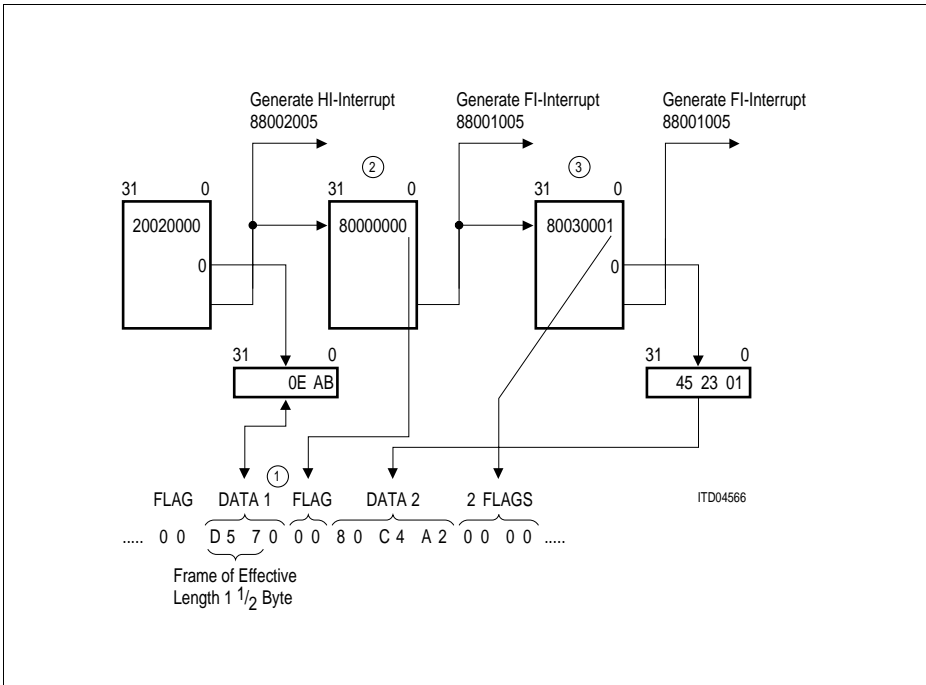 Generate HI-Interrupt
88002005
Generate FI-Interrupt
88001005
Generate FI-Interrupt
88001005
2
3
31 0
31 0
31 0
20020000
0
80000000
80030001
0
31 0
0E AB
31 0
45 23 01
1
FLAG DATA 1 FLAG DATA 2 2 FLAGS
ITD04566
..... 0 0 D 5 7 0 0 0 8 0 C 4 A 2 0 0 0 0 .....
Frame of Effective
Length 1 1/2 Byte